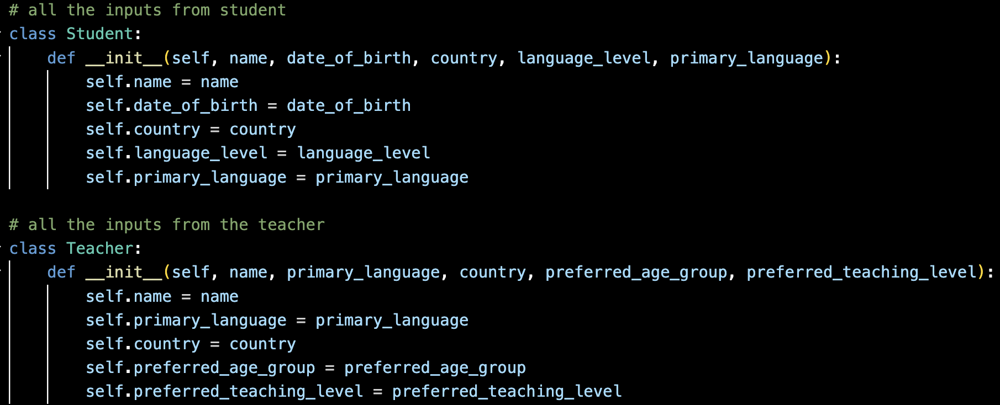 # all the inputs from student
class Student:
def __init__(self, name, date_of_birth, country, language_level, primary_language):
self.name = name
self.date_of_birth = date_of_birth
self.country = country
self.language_level = language_level
self.primary_language = primary_language
# all the inputs from the teacher
class Teacher:
def __init__(self, name, primary_language, country, preferred_age_group, preferred_teaching_level):
self.name = name
self.primary_language = primary_language
self.country = country
self.preferred_age_group = preferred_age_group
self.preferred_teaching_level = preferred_teaching_level